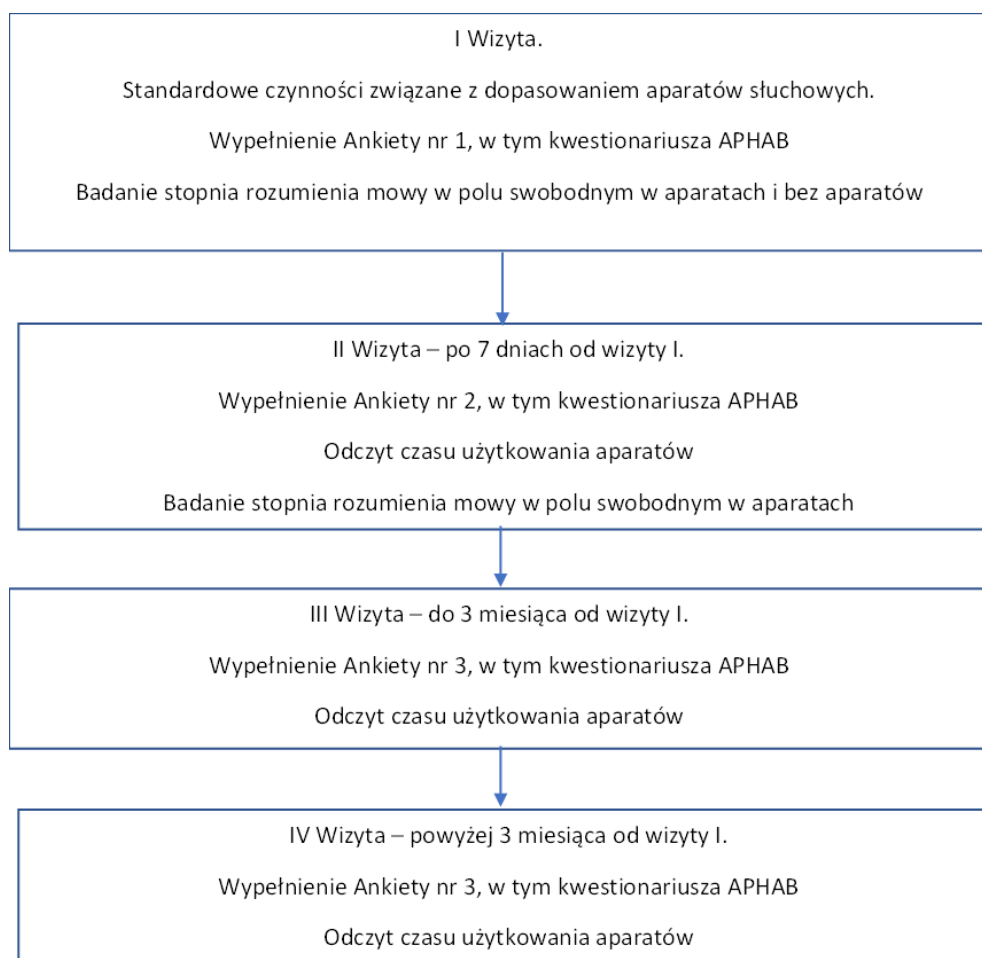 I Wizyta.
Standardowe czynności związane z dopasowaniem aparatów słuchowych.
Wypełnienie Ankiety nr 1, w tym kwestionariusza APHAB
Badanie stopnia rozumienia mowy w polu swobodnym w aparatach i bez aparatów
II Wizyta – po 7 dniach od wizyty I.
Wypełnienie Ankiety nr 2, w tym kwestionariusza APHAB
Odczyt czasu użytkowania aparatów
Badanie stopnia rozumienia mowy w polu swobodnym w aparatach
III Wizyta – do 3 miesiąca od wizyty I.
Wypełnienie Ankiety nr 3, w tym kwestionariusza APHAB
Odczyt czasu użytkowania aparatów
IV Wizyta – powyżej 3 miesiąca od wizyty I.
Wypełnienie Ankiety nr 3, w tym kwestionariusza APHAB
Odczyt czasu użytkowania aparatów